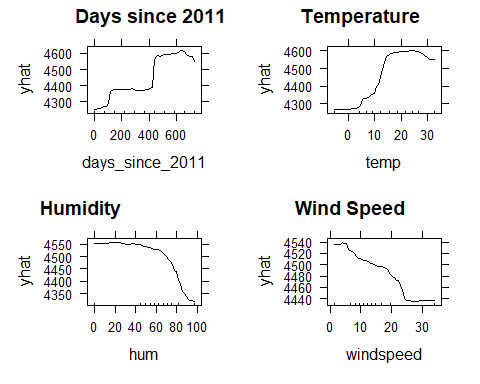 Days since 2011
yhat
4600
4500
4400
4300
0 200 400 600
days_since_2011
Temperature
yhat
4600
4500
4400
4300
0 10 20 30
temp
Humidity
yhat
4550
4500
4450
4400
4350
0 20 40 60 80 100
hum
Wind Speed
yhat
4540
4520
4500
4480
4460
4440
0 10 20 30
windspeed